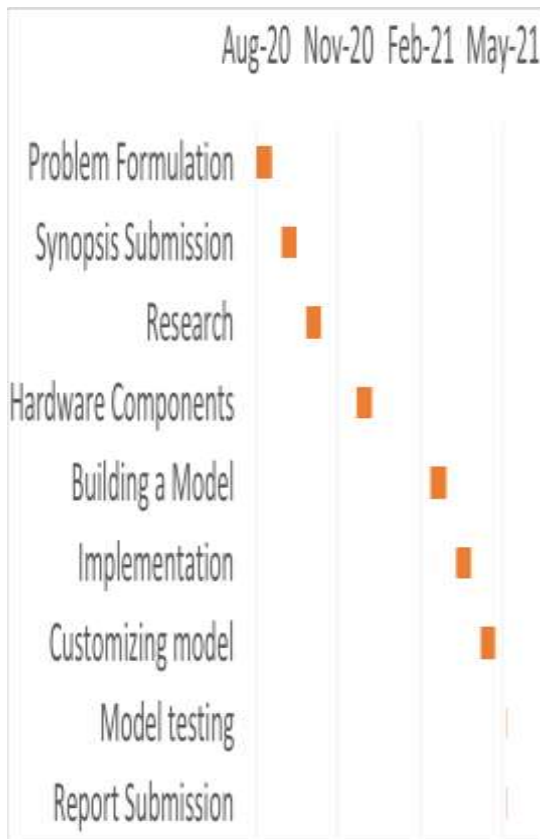 Aug-20 Nov-20 Feb-21 May-21
Problem Formulation
Synopsis Submission
Research
Hardware Components
Building a Model
Implementation
Customizing model
Model testing
Report Submission